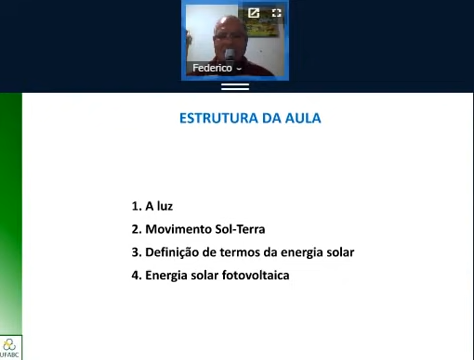 Federico
ESTRUTURA DA AULA
1. A luz
2. Movimento Sol-Terra
3. Definição de termos da energia solar
4. Energia solar fotovoltaica
UFABC